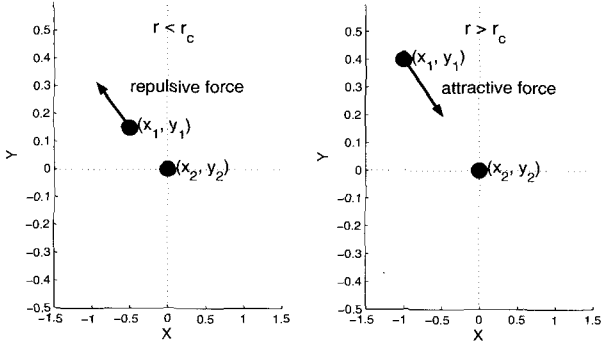 r < r_c
0.5
0.4
0.3
0.2
0.1
0
0.1
-0.2
-0.3
-0.4
-0.5
Y
repulsive force
(x_1, y_1)
(x_2, y_2)
-1.5 -1 -0.5 0 0.5 1 1.5
X
r > r_c
0.5
0.4
0.3
0.2
0.1
0
0.1
-0.2
-0.3
-0.4
-0.5
Y
(x_1, y_1)
attractive force
(x_2, y_2)
-1.5 -1 -0.5 0 0.5 1 1.5
X